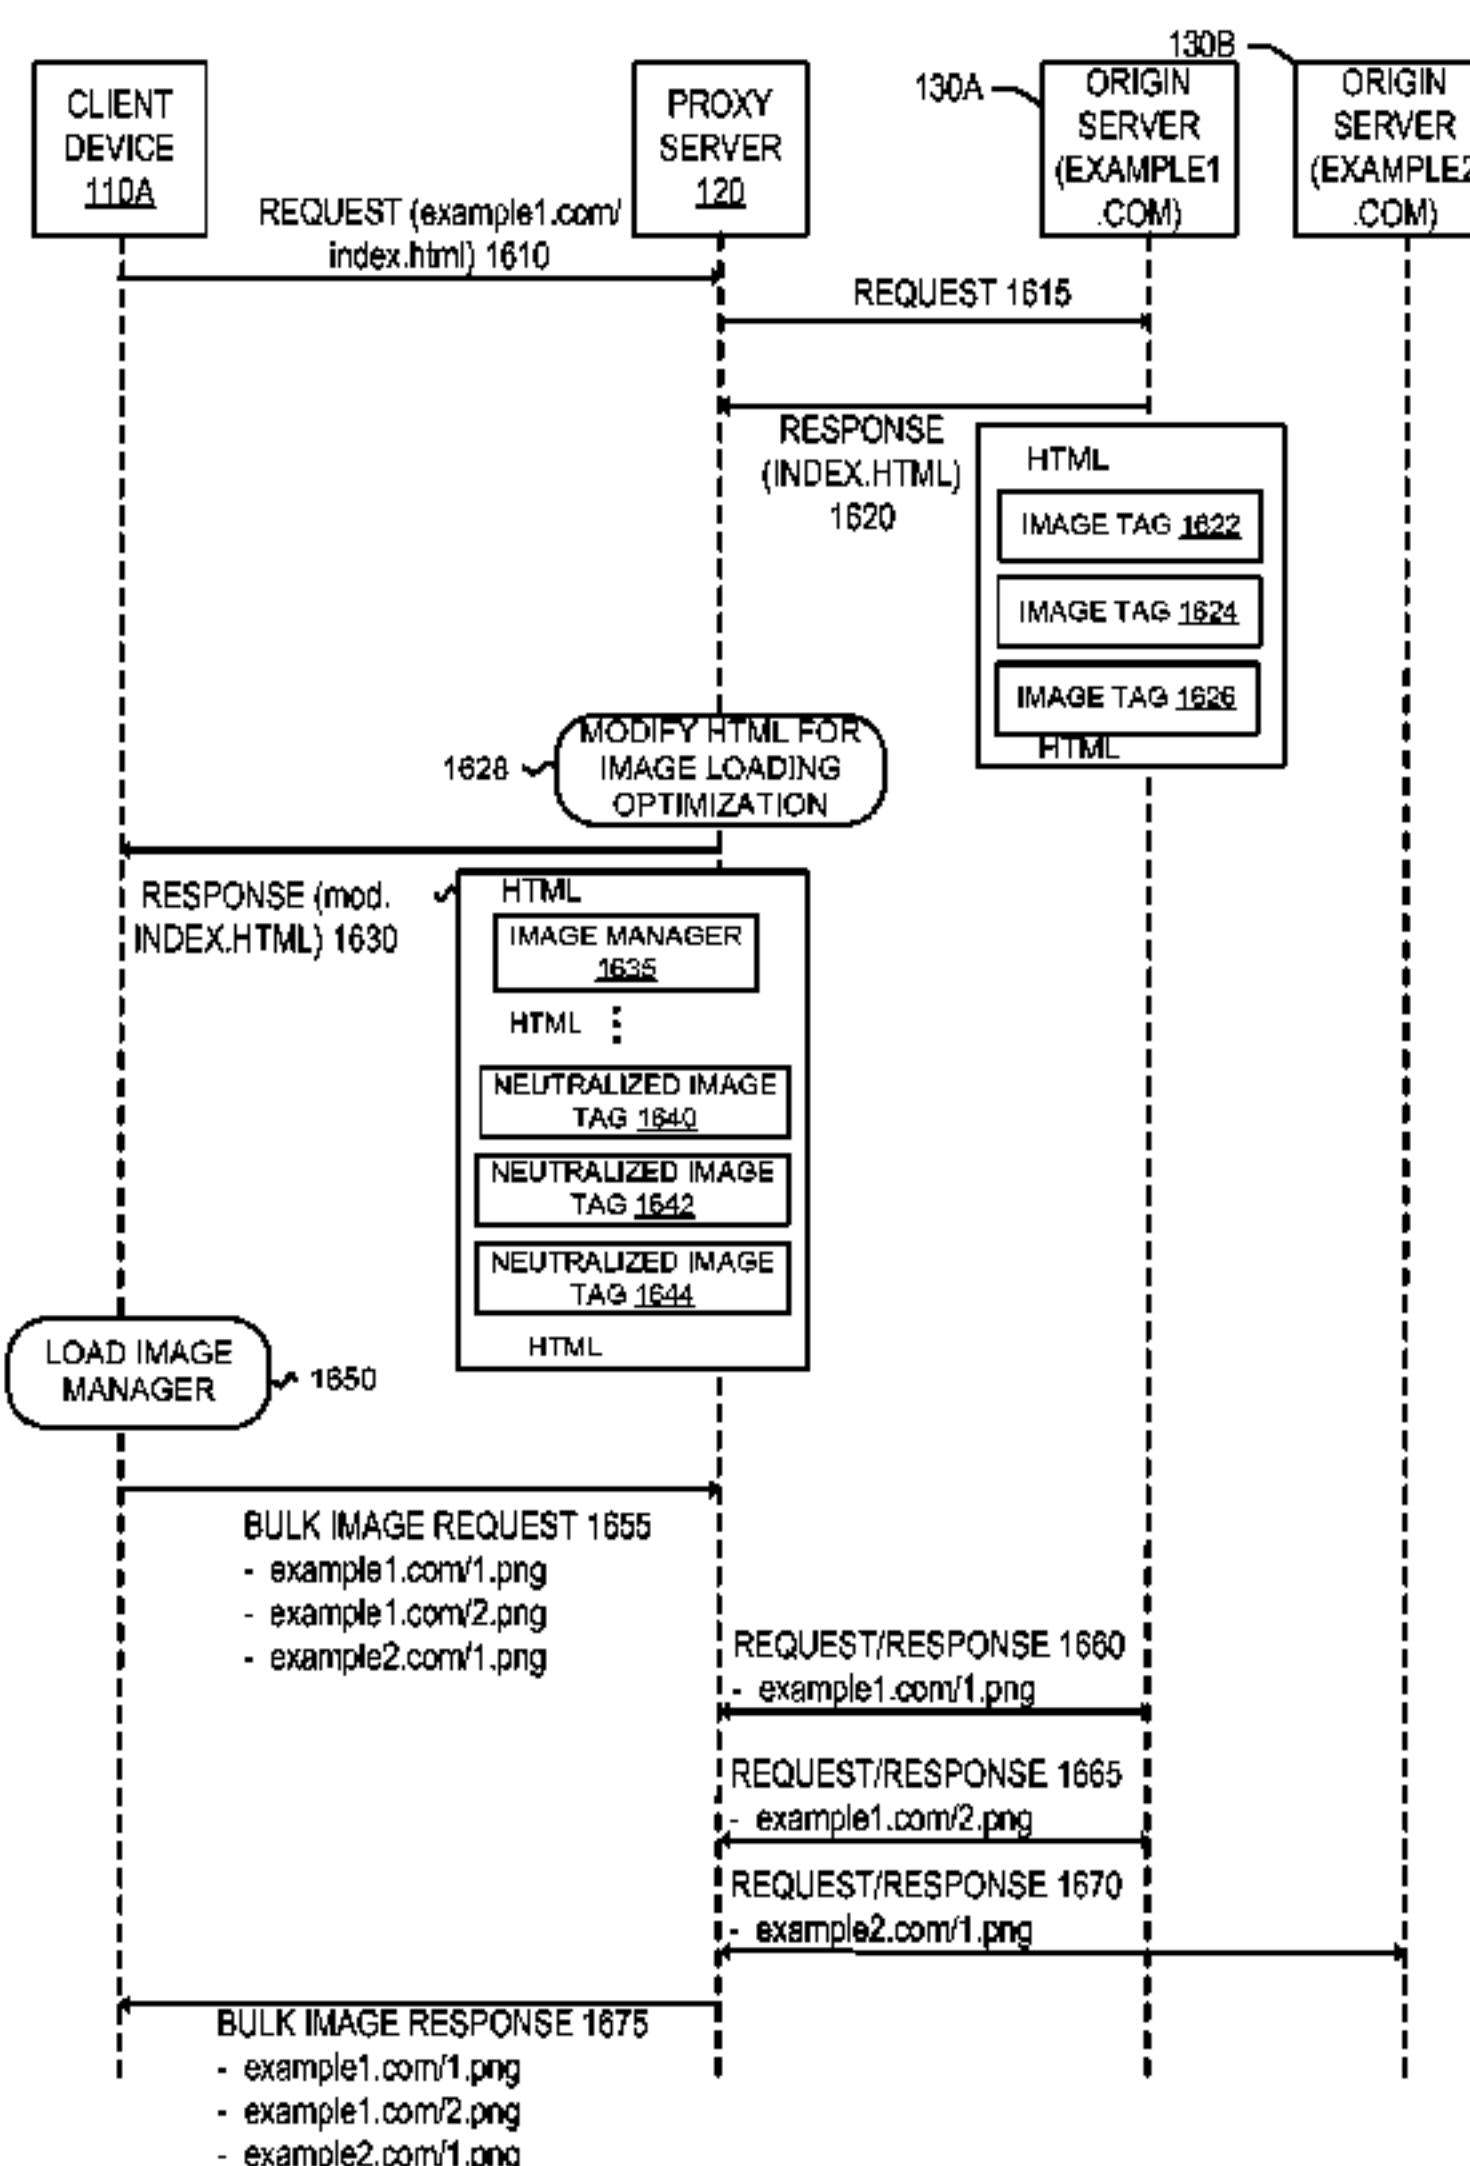 130B
130A
CLIENT
DEVICE
110A
PROXY
SERVER
120
ORIGIN
SERVER
(EXAMPLE1
.COM)
ORIGIN
SERVER
(EXAMPLE2
.COM)
REQUEST (example1.com/
index.html) 1610
REQUEST 1615
RESPONSE
(INDEX.HTML)
1620
HTML
IMAGE TAG 1622
IMAGE TAG 1624
IMAGE TAG 1626
HTML
1628
MODIFY HTML FOR
IMAGE LOADING
OPTIMIZATION
RESPONSE (mod.
INDEX.HTML) 1630
HTML
IMAGE MANAGER
1635
HTML
NEUTRALIZED IMAGE
TAG 1640
NEUTRALIZED IMAGE
TAG 1642
NEUTRALIZED IMAGE
TAG 1644
HTML
LOAD IMAGE
MANAGER
1650
BULK IMAGE REQUEST 1655
- example1.com/1.png
- example1.com/2.png
- example2.com/1.png
REQUEST/RESPONSE 1660
- example1.com/1.png
REQUEST/RESPONSE 1665
- example1.com/2.png
REQUEST/RESPONSE 1670
- example2.com/1.png
BULK IMAGE RESPONSE 1675
- example1.com/1.png
- example1.com/2.png
- example2.com/1.png